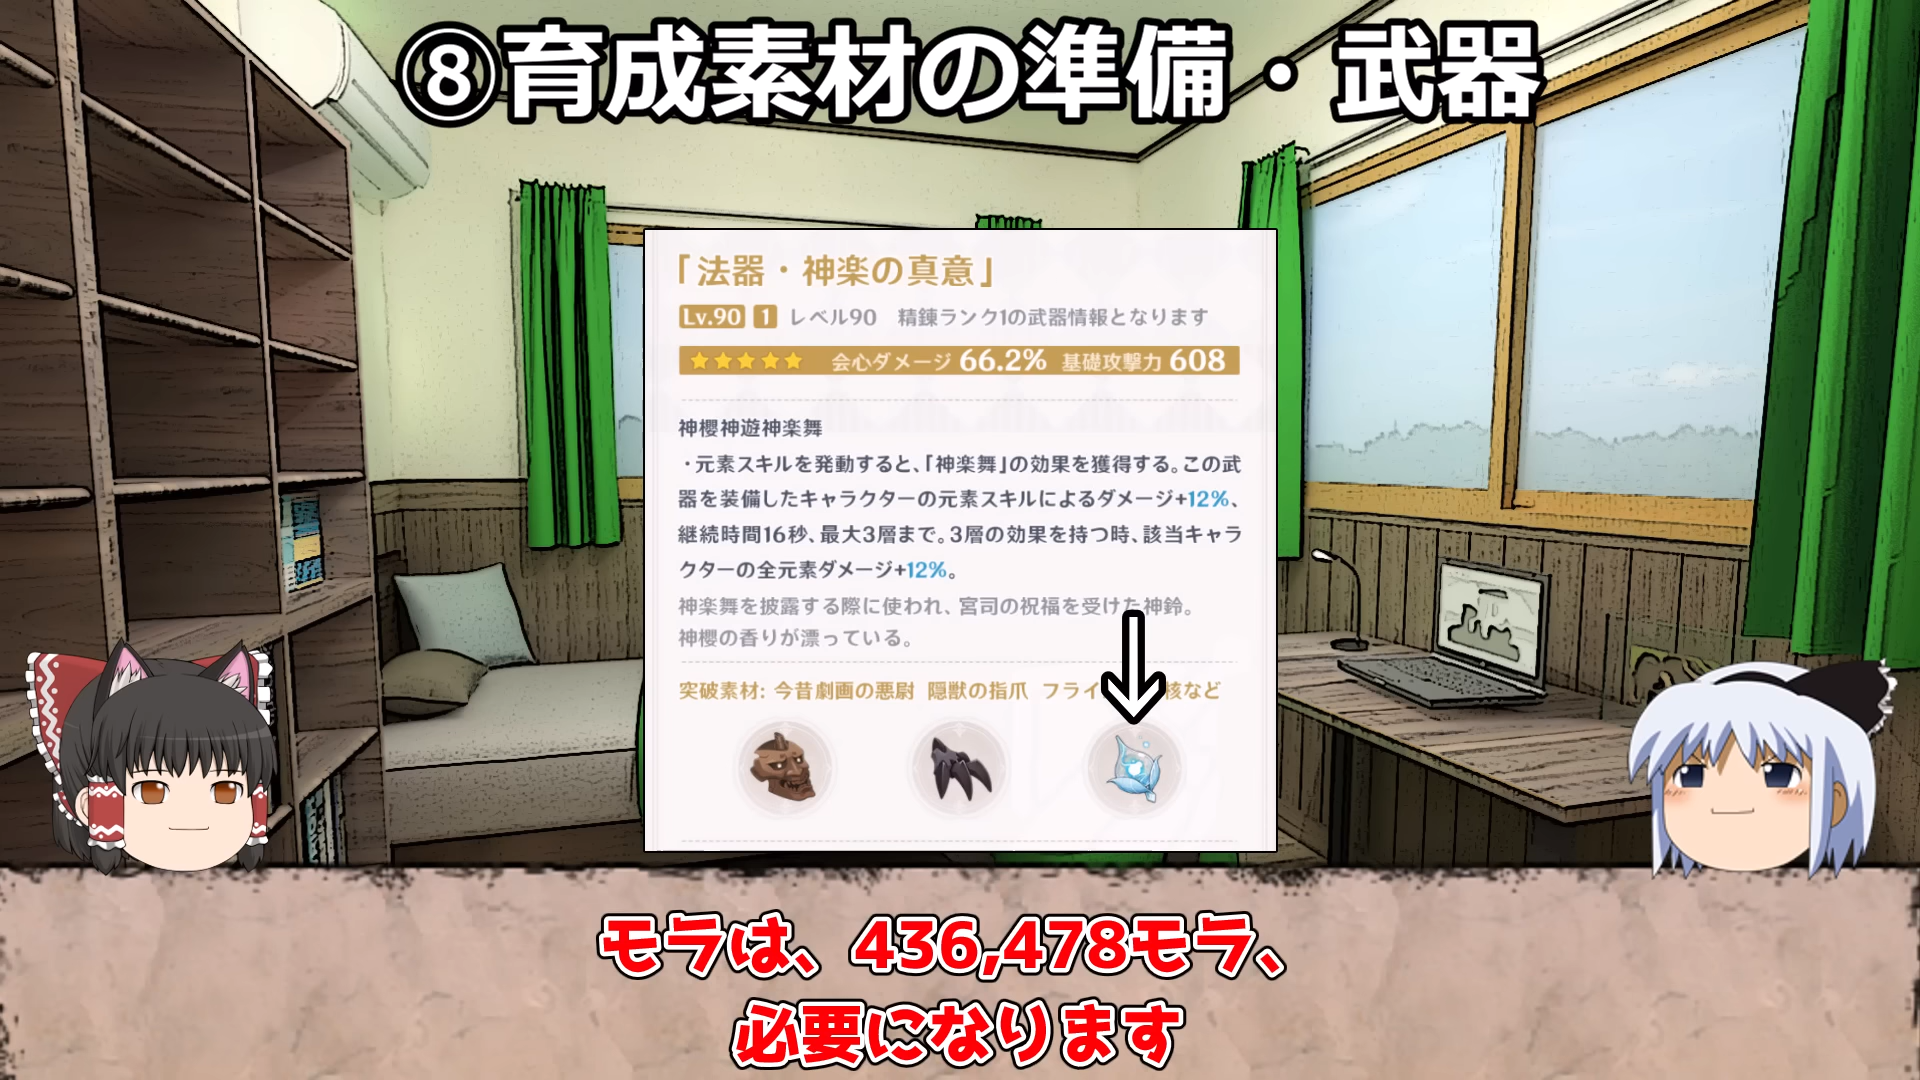 ⑧育成素材の準備・武器
「法器・神楽の真意」
Lv.90 1 レベル90 精錬ランク1の武器情報となります
会心ダメージ 66.2% 基礎攻撃力 608
神櫻神遊神楽舞
・元素スキルを発動すると、「神楽舞」の効果を獲得する。この武
器を装備したキャラクターの元素スキルによるダメージ+12%、
継続時間16秒、最大3層まで。3層の効果を持つ時、該当キャラ
クターの全元素ダメージ+12%。
神楽舞を披露する際に使われ、宮司の祝福を受けた神鈴。
神櫻の香りが漂っている。
突破素材: 今昔劇画の悪尉 隠獣の指爪 フライ 核など
モラは、436,478モラ、
必要になります